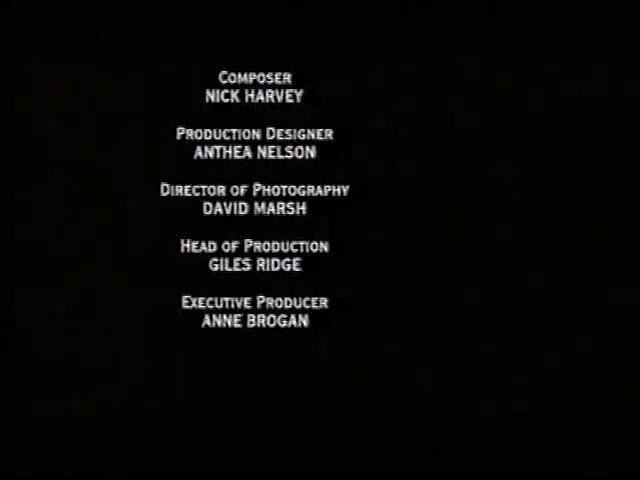 Composer
NICK HARVEY
Production Designer
ANTHEA NELSON
Director of Photography
DAVID MARSH
Head of Production
GILES RIDGE
Executive Producer
ANNE BROGAN